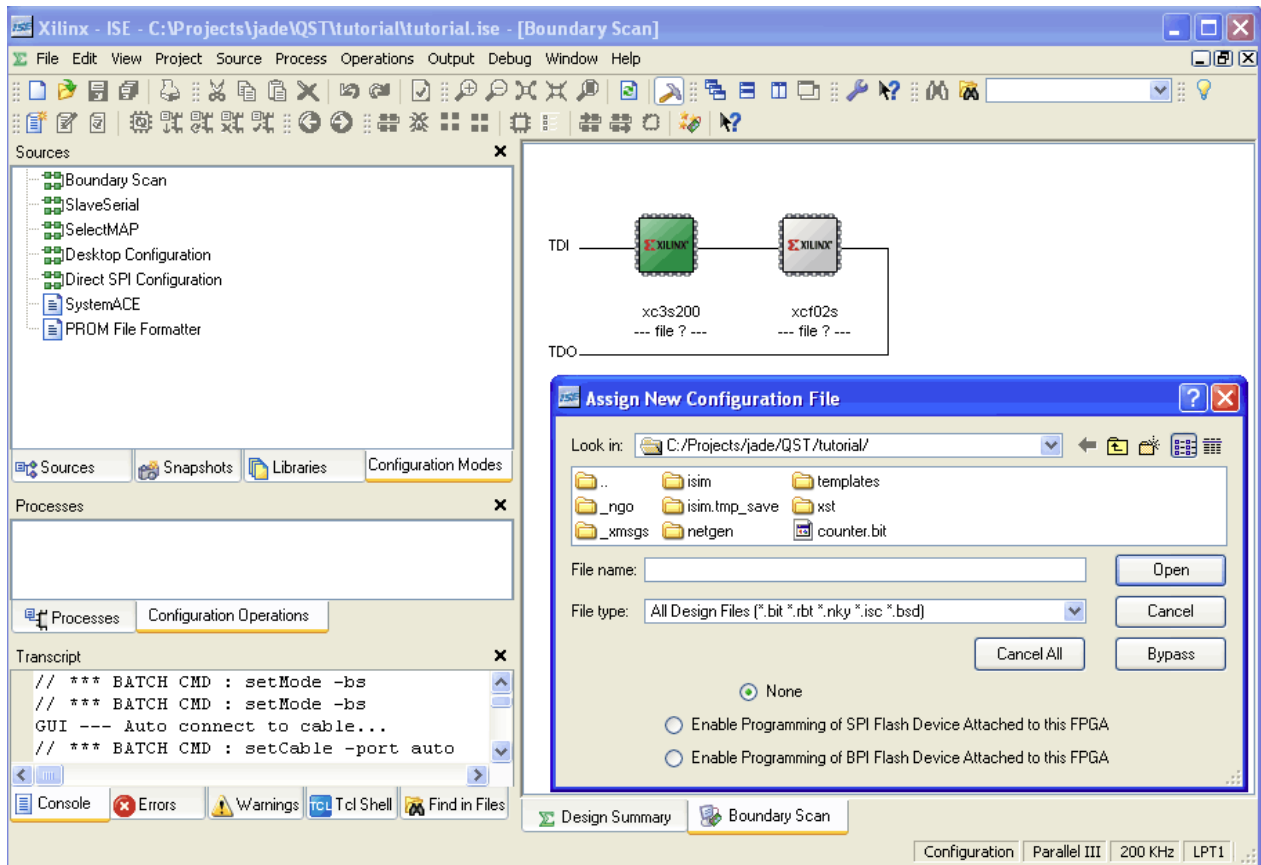 Xilinx - ISE - C:\Projects\jade\QST\tutorial\tutorial.ise - [Boundary Scan]
File Edit View Project Source Process Operations Output Debug Window Help
Sources
Boundary Scan
SlaveSerial
SelectMAP
Desktop Configuration
Direct SPI Configuration
SystemACE
PROM File Formatter
Sources Snapshots Libraries Configuration Modes
Processes
Processes Configuration Operations
Transcript
// *** BATCH CMD : setMode -bs
// *** BATCH CMD : setMode -bs
GUI --- Auto connect to cable...
// *** BATCH CMD : setCable -port auto
Console Errors Warnings TCL Tcl Shell Find in Files
TDI XILINX XILINX
xc3s200 xcf02s
--- file ? --- --- file ? ---
TDO
ISE Assign New Configuration File
Look in: C:/Projects/jade/QST/tutorial/
.. isim templates
_ngo isim.tmp_save xst
_xmsgs netgen counter.bit
File name: Open
File type: All Design Files (*.bit *.rbt *.nky *.isc *.bsd) Cancel
Cancel All Bypass
None
Enable Programming of SPI Flash Device Attached to this FPGA
Enable Programming of BPI Flash Device Attached to this FPGA
Design Summary Boundary Scan
Configuration Parallel III 200 KHz LPT1